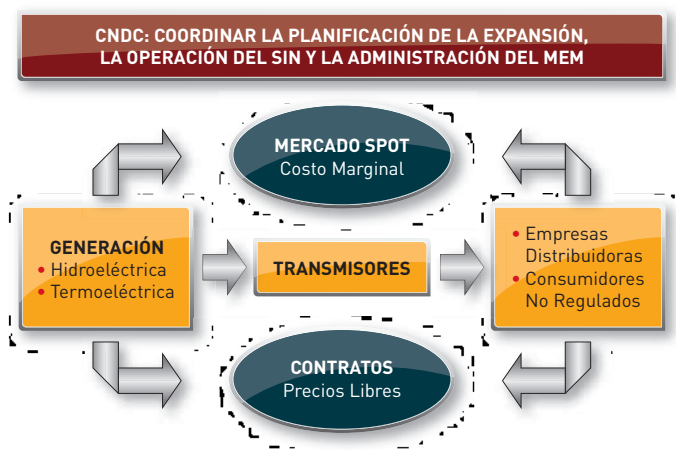 CNDC: COORDINAR LA PLANIFICACIÓN DE LA EXPANSIÓN,
LA OPERACIÓN DEL SIN Y LA ADMINISTRACIÓN DEL MEM
MERCADO SPOT
Costo Marginal
GENERACIÓN
• Hidroeléctrica
• Termoeléctrica
TRANSMISORES
• Empresas
Distribuidoras
• Consumidores
No Regulados
CONTRATOS
Precios Libres